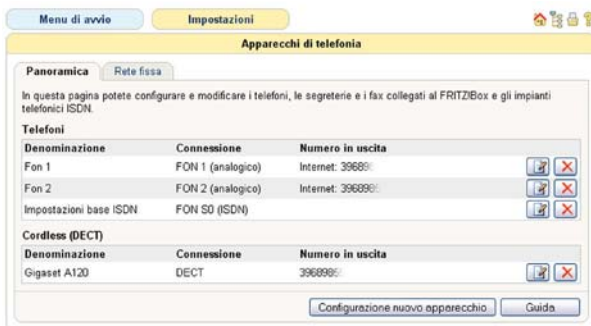 Menu di avvio Impostazioni
Apparecchi di telefonia
Panoramica Rete fissa
In questa pagina potete configurare e modificare i telefoni, le segreterie e i fax collegati al FRITZ!Box e gli impianti
telefonici ISDN.
Telefoni
Denominazione Connessione Numero in uscita
Fon 1 FON 1 (analogico) Internet: 39689
Fon 2 FON 2 (analogico) Internet: 396898
Impostazioni base ISDN FON S0 (ISDN)
Cordless (DECT)
Denominazione Connessione Numero in uscita
Gigaset A120 DECT 3968985
Configurazione nuovo apparecchio Guida